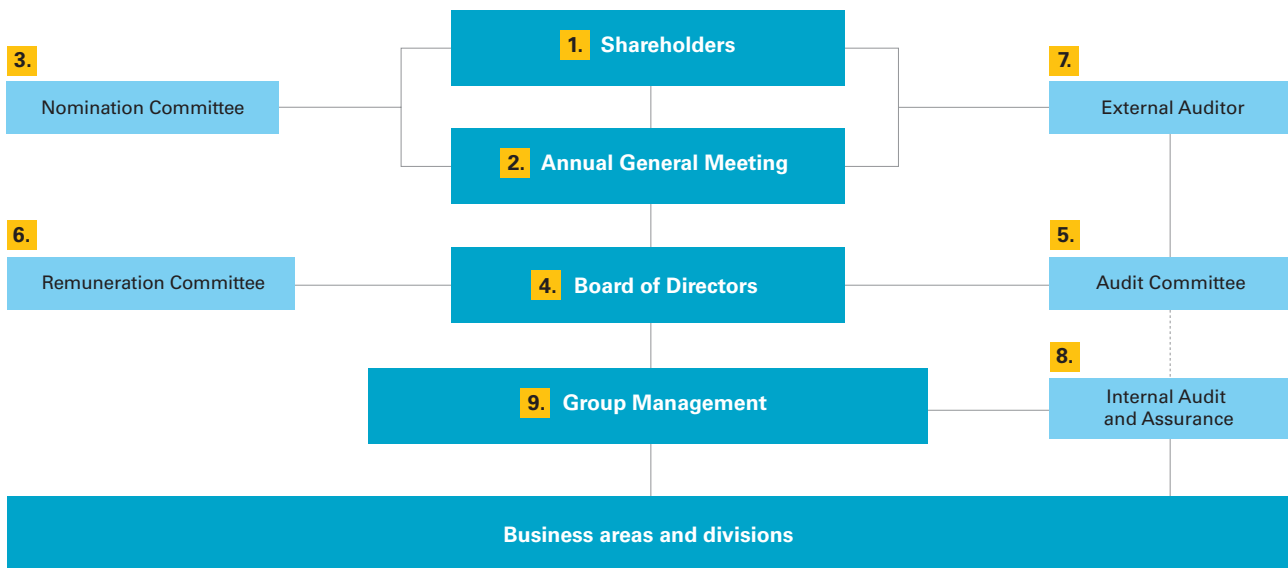 1. Shareholders
3.
Nomination Committee
7.
External Auditor
2. Annual General Meeting
6.
Remuneration Committee
4. Board of Directors
5.
Audit Committee
9. Group Management
8.
Internal Audit
and Assurance
Business areas and divisions